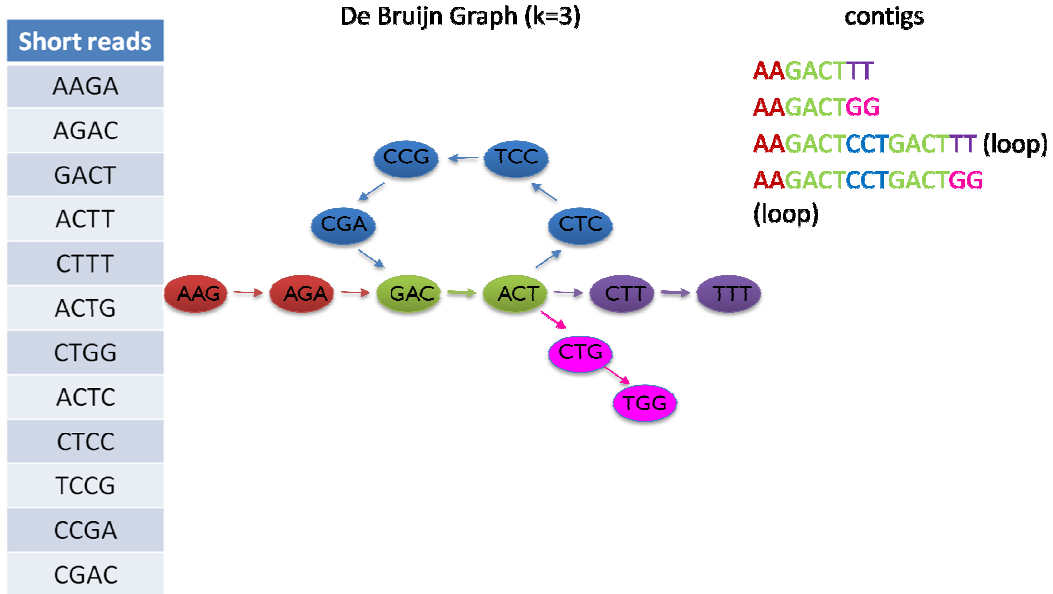 De Bruijn Graph (k=3)
contigs
Short reads
AAGA
AGAC
GACT
ACTT
CTTT
ACTG
CTGG
ACTC
CTCC
TCCG
CCGA
CGAC
CCG
TCC
CGA
CTC
AAG
AGA
GAC
ACT
CTT
TTT
CTG
TGG
AAGACTTT
AAGACTGG
AAGACTCCTGACTTT (loop)
AAGACTCCTGACTGG
(loop)